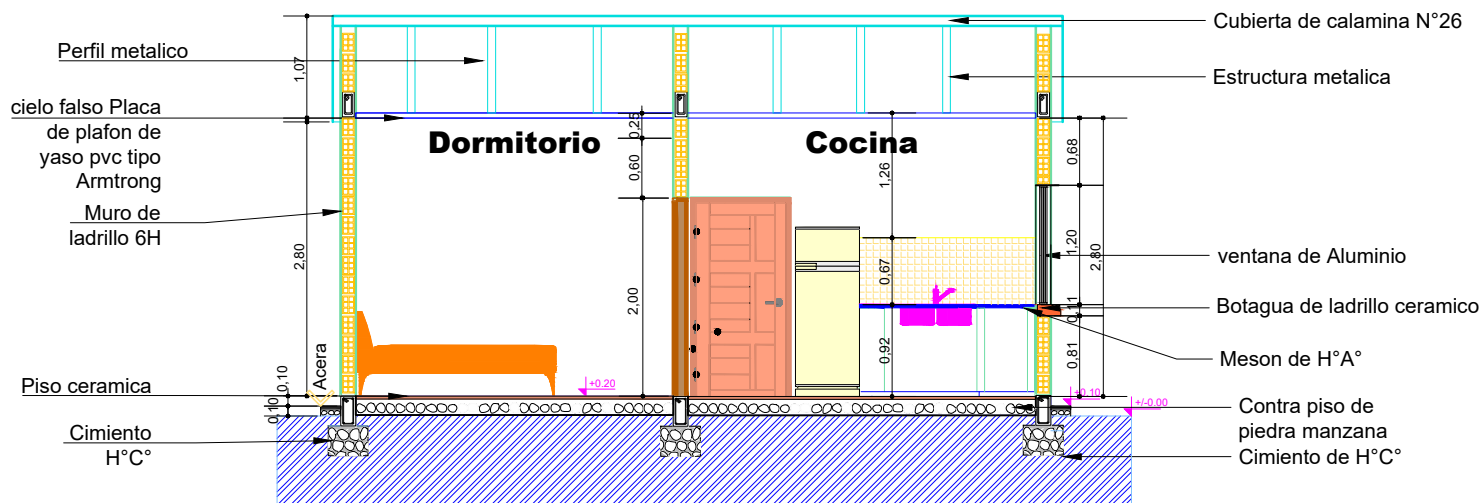 Cubierta de calamina N°26
Perfil metalico
1,07
Estructura metalica
cielo falso Placa
de plafon de
yaso pvc tipo
Armtrong
Dormitorio
Cocina
0,25
0,60
1,26
0,68
Muro de
ladrillo 6H
2,80
2,00
0,67
1,20
2,80
ventana de Aluminio
Botagua de ladrillo ceramico
0,11
Meson de H°A°
0,92
0,81
Acera
Piso ceramica
0,10
0,10
+0.20
+0.10
+/-0.00
Contra piso de
piedra manzana
Cimiento
H°C°
Cimiento de H°C°